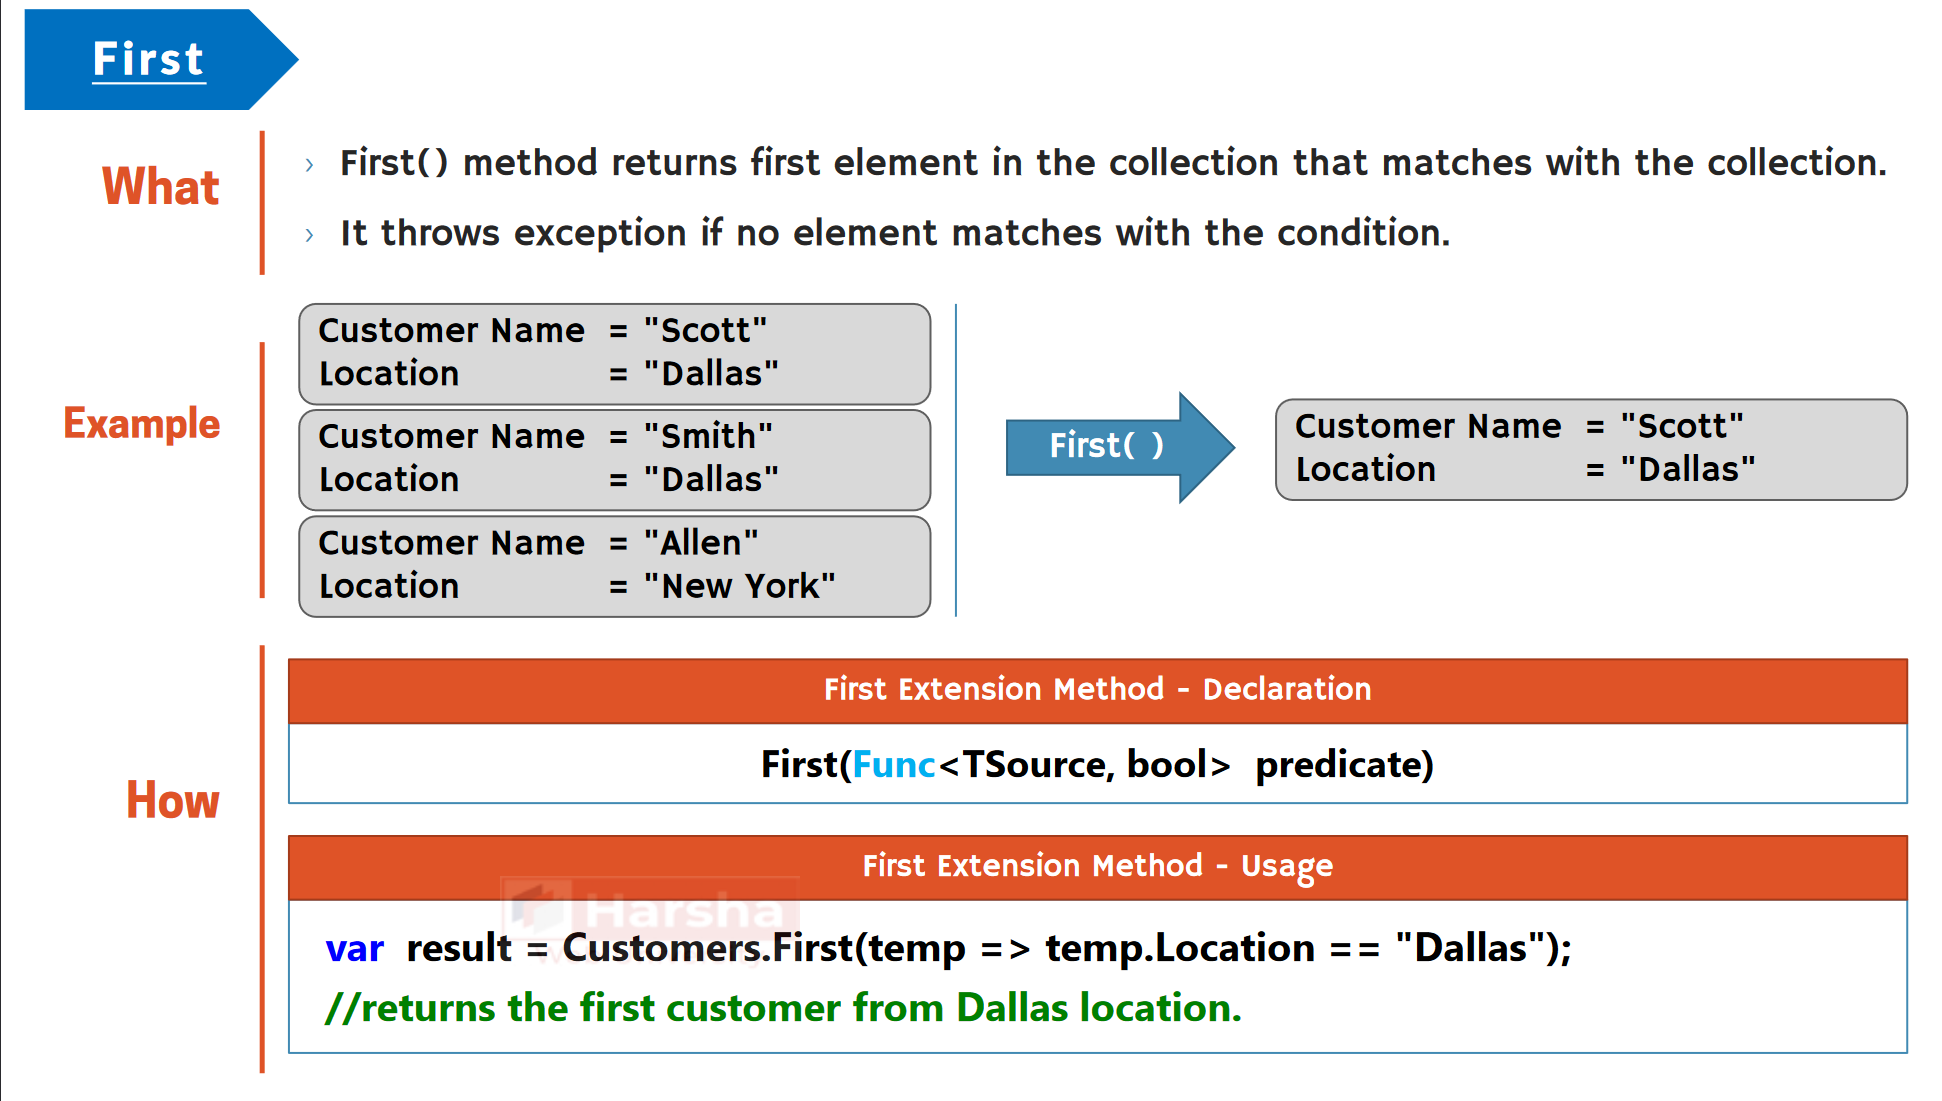 First
What
› First() method returns first element in the collection that matches with the collection.
› It throws exception if no element matches with the condition.
Example
Customer Name = "Scott"
Location = "Dallas"
Customer Name = "Smith"
Location = "Dallas"
Customer Name = "Allen"
Location = "New York"
First( )
Customer Name = "Scott"
Location = "Dallas"
How
First Extension Method - Declaration
First(Func<TSource, bool> predicate)
First Extension Method - Usage
Harsha
var result = Customers.First(temp => temp.Location == "Dallas");
//returns the first customer from Dallas location.